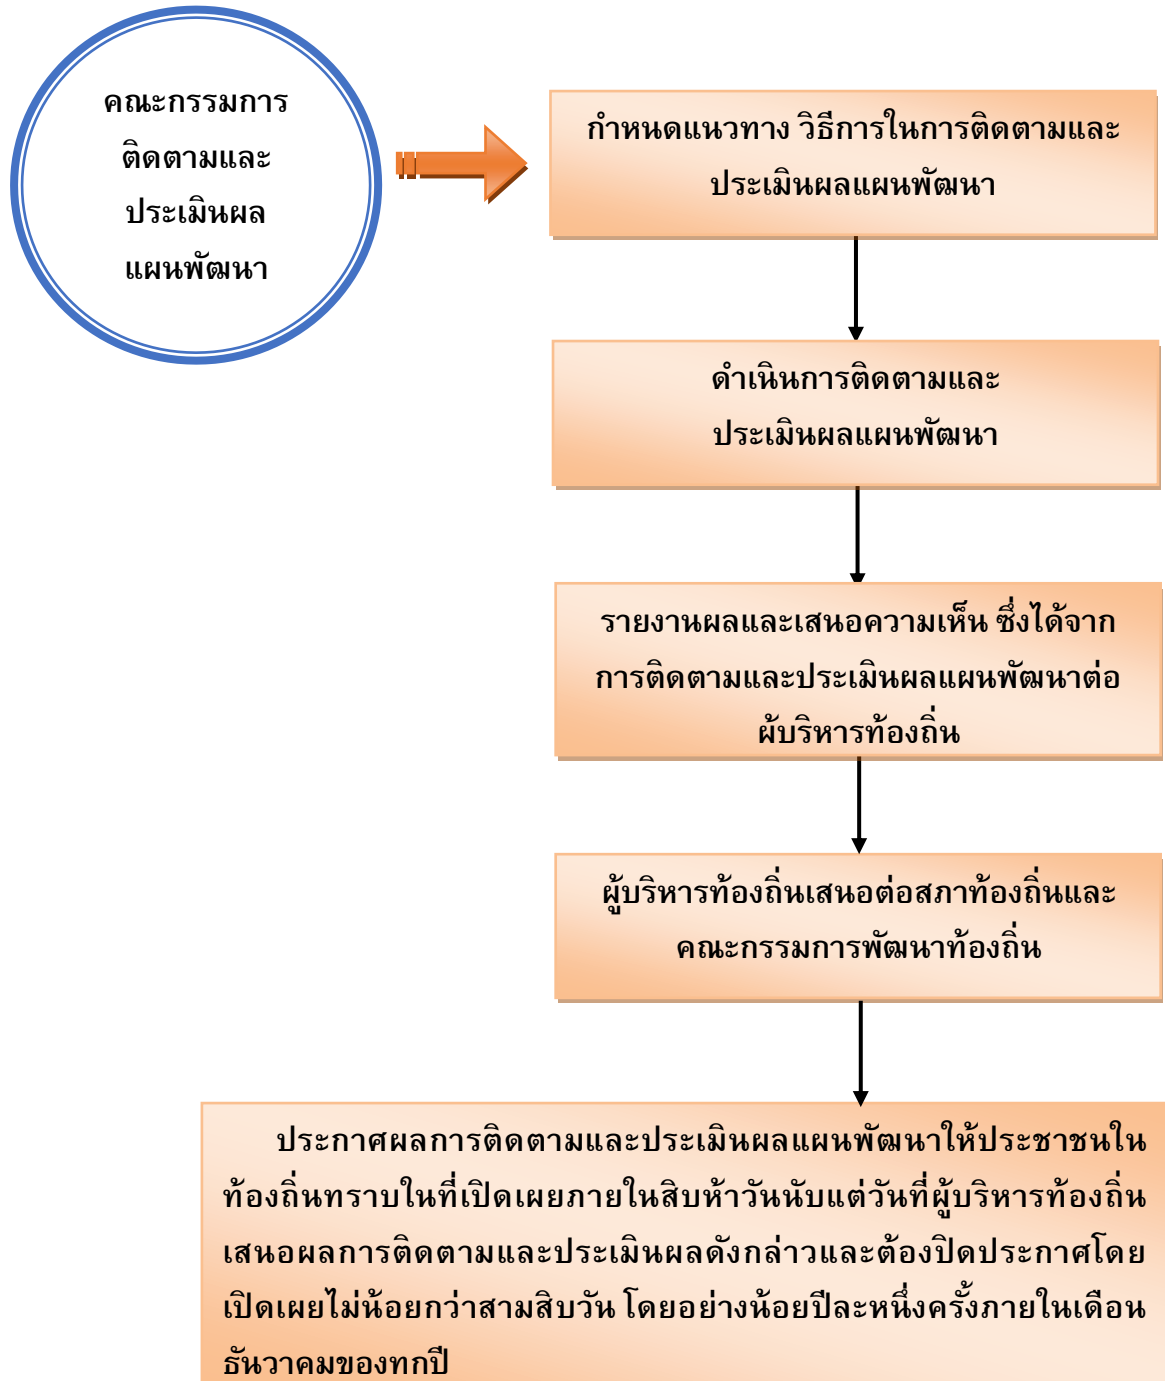 คณะกรรมการ
ติดตามและ
ประเมินผล
แผนพัฒนา
กำหนดแนวทาง วิธีการในการติดตามและ
ประเมินผลแผนพัฒนา
ดำเนินการติดตามและ
ประเมินผลแผนพัฒนา
รายงานผลและเสนอความเห็น ซึ่งได้จาก
การติดตามและประเมินผลแผนพัฒนาต่อ
ผู้บริหารท้องถิ่น
ผู้บริหารท้องถิ่นเสนอต่อสภาท้องถิ่นและ
คณะกรรมการพัฒนาท้องถิ่น
ประกาศผลการติดตามและประเมินผลแผนพัฒนาให้ประชาชนใน
ท้องถิ่นทราบในที่เปิดเผยภายในสิบห้าวันนับแต่วันที่ผู้บริหารท้องถิ่น
เสนอผลการติดตามและประเมินผลดังกล่าวและต้องปิดประกาศโดย
เปิดเผยไม่น้อยกว่าสามสิบวัน โดยอย่างน้อยปีละหนึ่งครั้งภายในเดือน
ธันวาคมของทุกปี